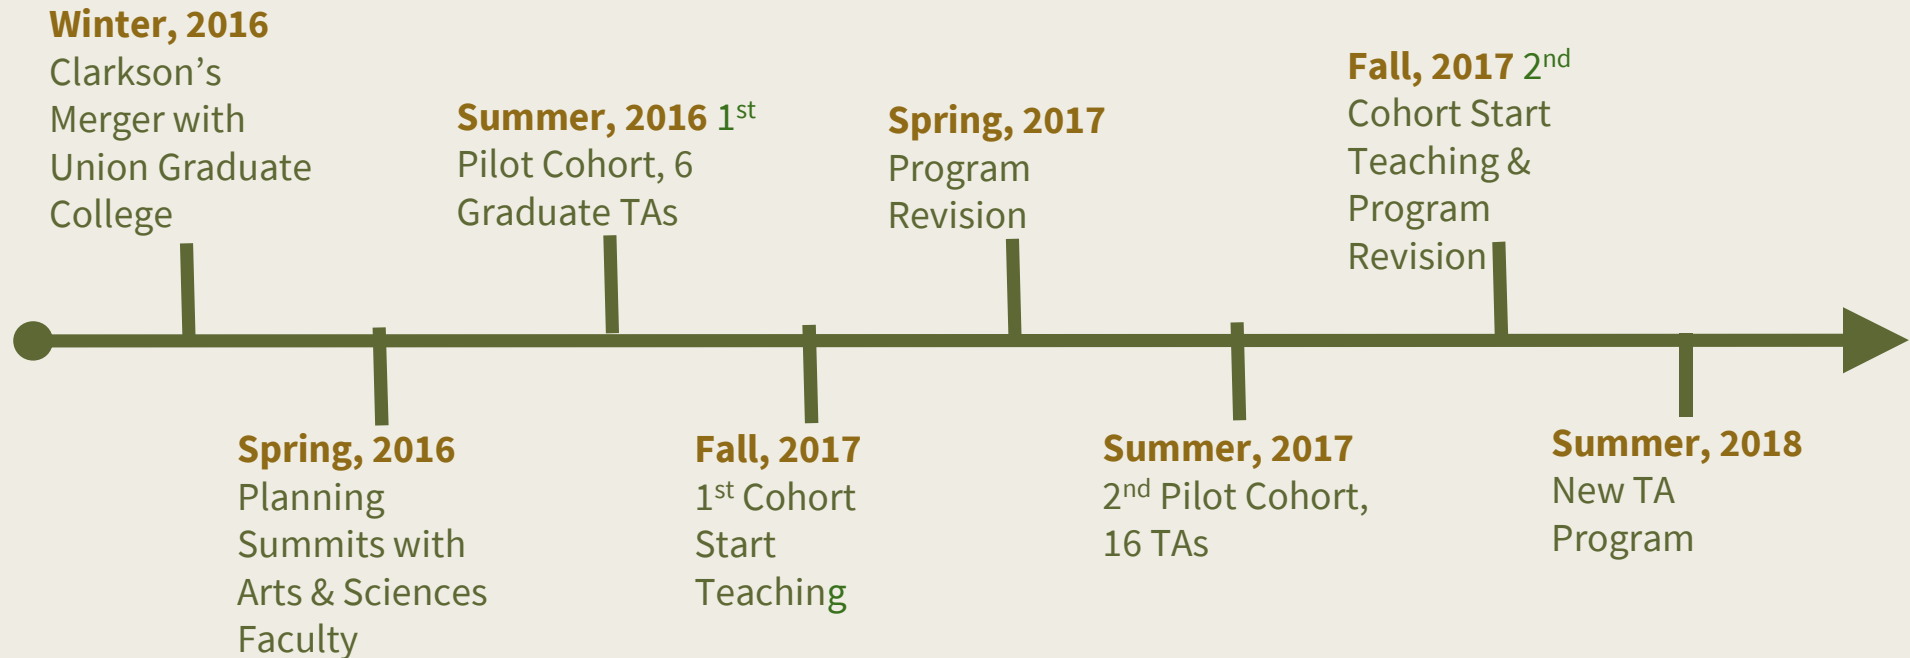 Winter, 2016
Clarkson’s
Merger with
Union Graduate
College
Spring, 2016
Planning
Summits with
Arts & Sciences
Faculty
Summer, 2016 1st
Pilot Cohort, 6
Graduate TAs
Fall, 2017
1st Cohort
Start
Teaching
Spring, 2017
Program
Revision
Summer, 2017
2nd Pilot Cohort,
16 TAs
Fall, 2017 2nd
Cohort Start
Teaching &
Program
Revision
Summer, 2018
New TA
Program